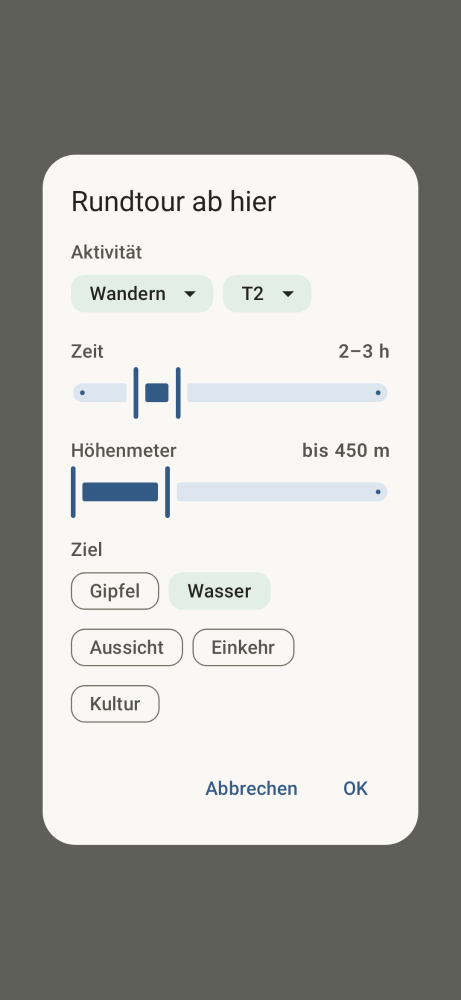 Rundtour ab hier
Aktivität
Wandern T2
Zeit 2–3 h
Höhenmeter bis 450 m
Ziel
Gipfel Wasser
Aussicht Einkehr
Kultur
Abbrechen OK